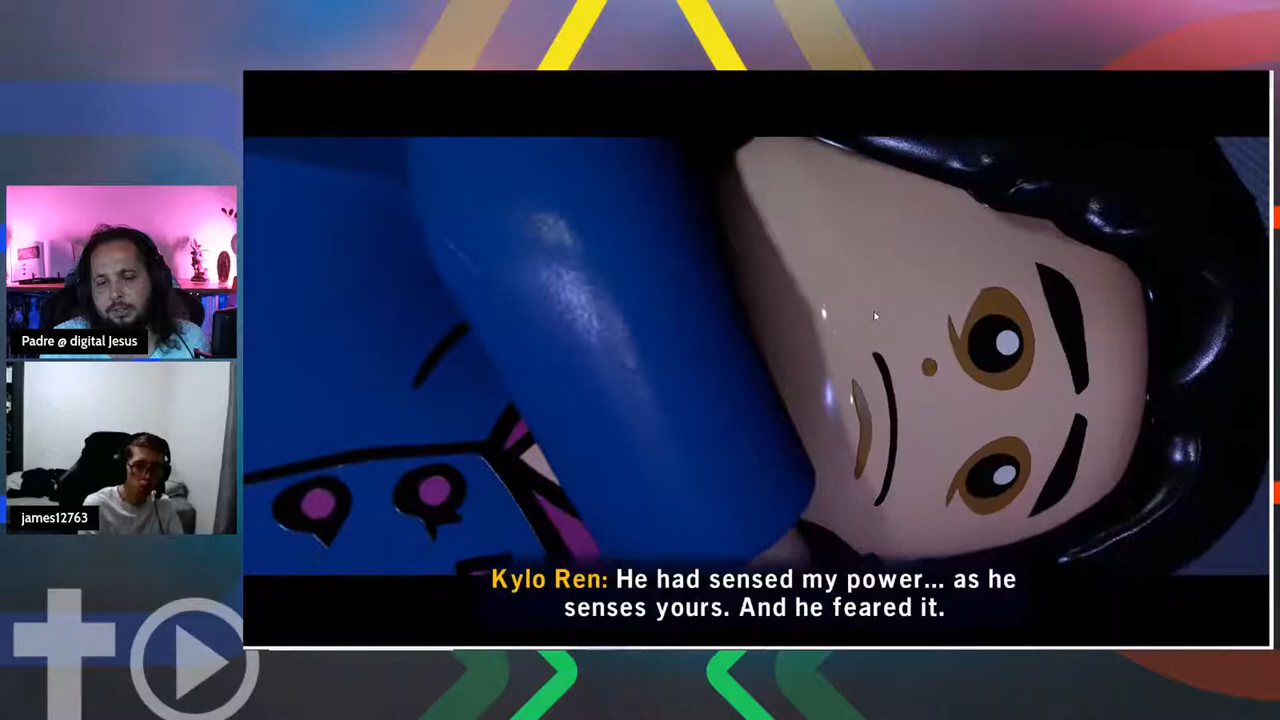 Padre @ digital Jesus
james12763
Kylo Ren: He had sensed my power... as he
senses yours. And he feared it.